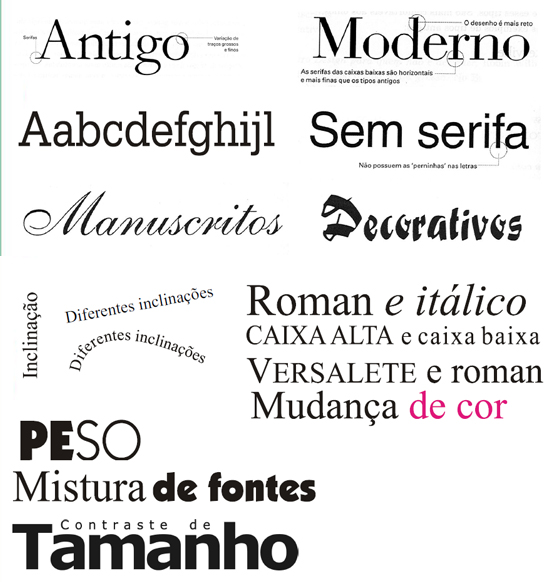 Antigo
Serifas
Variação de
traços grossos
e finos
Moderno
O desenho é mais reto
As serifas das caixas baixas são horizontais
e mais finas que os tipos antigos
Aabcdefghijl
Sem serifa
Não possuem as 'perninhas' nas letras
Manuscritos
Decorativos
Inclinação
Diferentes inclinações
Diferentes inclinações
Roman e itálico
CAIXA ALTA e caixa baixa
VERSALETE e roman
Mudança de cor
PESO
Mistura de fontes
Contraste de
Tamanho